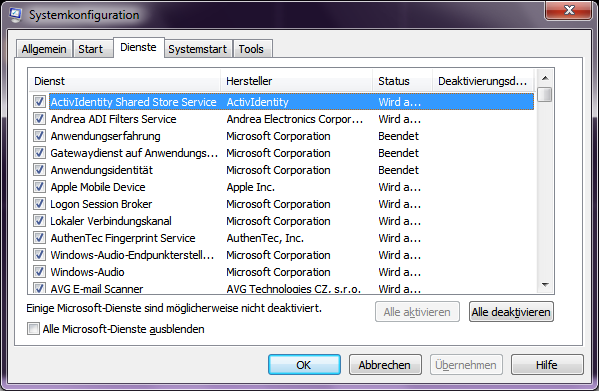 Systemkonfiguration
Allgemein Start Dienste Systemstart Tools
Dienst Hersteller Status Deaktivierungsd...
ActivIdentity Shared Store Service ActivIdentity Wird a...
Andrea ADI Filters Service Andrea Electronics Corpor... Wird a...
Anwendungserfahrung Microsoft Corporation Beendet
Gatewaydienst auf Anwendungs... Microsoft Corporation Beendet
Anwendungsidentität Microsoft Corporation Beendet
Apple Mobile Device Apple Inc. Wird a...
Logon Session Broker Microsoft Corporation Wird a...
Lokaler Verbindungskanal Microsoft Corporation Wird a...
AuthenTec Fingerprint Service AuthenTec, Inc. Wird a...
Windows-Audio-Endpunkterstell... Microsoft Corporation Wird a...
Windows-Audio Microsoft Corporation Wird a...
AVG E-mail Scanner AVG Technologies CZ, s.r.o. Wird a...
Einige Microsoft-Dienste sind möglicherweise nicht deaktiviert.
Alle aktivieren Alle deaktivieren
Alle Microsoft-Dienste ausblenden
OK Abbrechen Übernehmen Hilfe